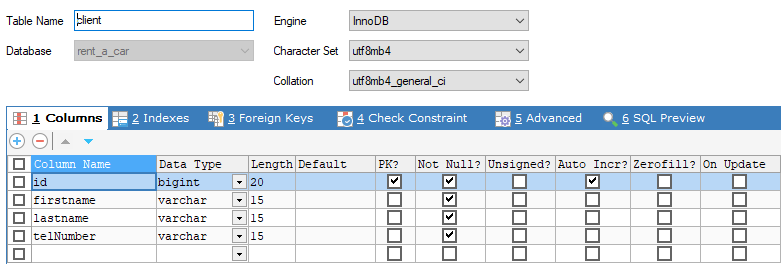 Table Name client Engine InnoDB
Database rent_a_car Character Set utf8mb4
Collation utf8mb4_general_ci
1 Columns 2 Indexes 3 Foreign Keys 4 Check Constraint 5 Advanced 6 SQL Preview
Column Name Data Type Length Default PK? Not Null? Unsigned? Auto Incr? Zerofill? On Update
id bigint 20
firstname varchar 15
lastname varchar 15
telNumber varchar 15